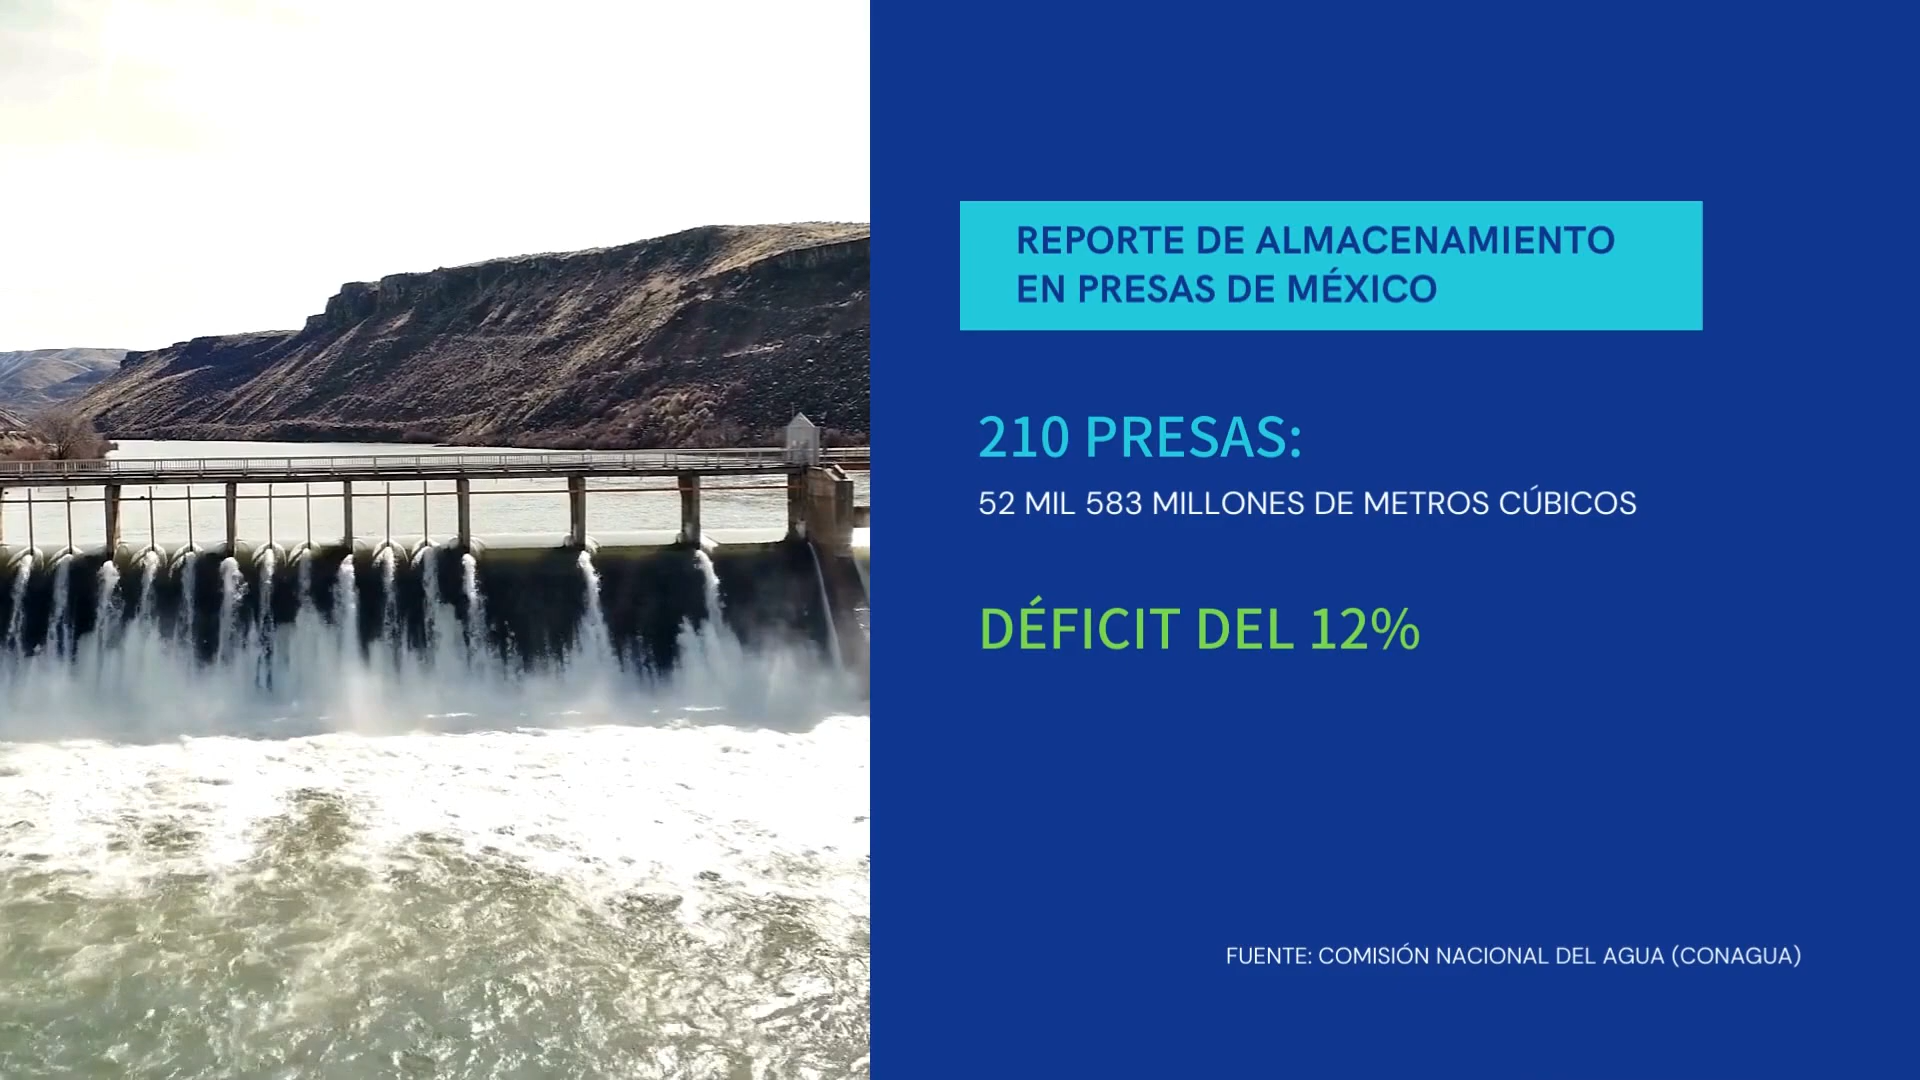 REPORTE DE ALMACENAMIENTO
EN PRESAS DE MÉXICO
210 PRESAS:
52 MIL 583 MILLONES DE METROS CÚBICOS
DÉFICIT DEL 12%
FUENTE: COMISIÓN NACIONAL DEL AGUA (CONAGUA)